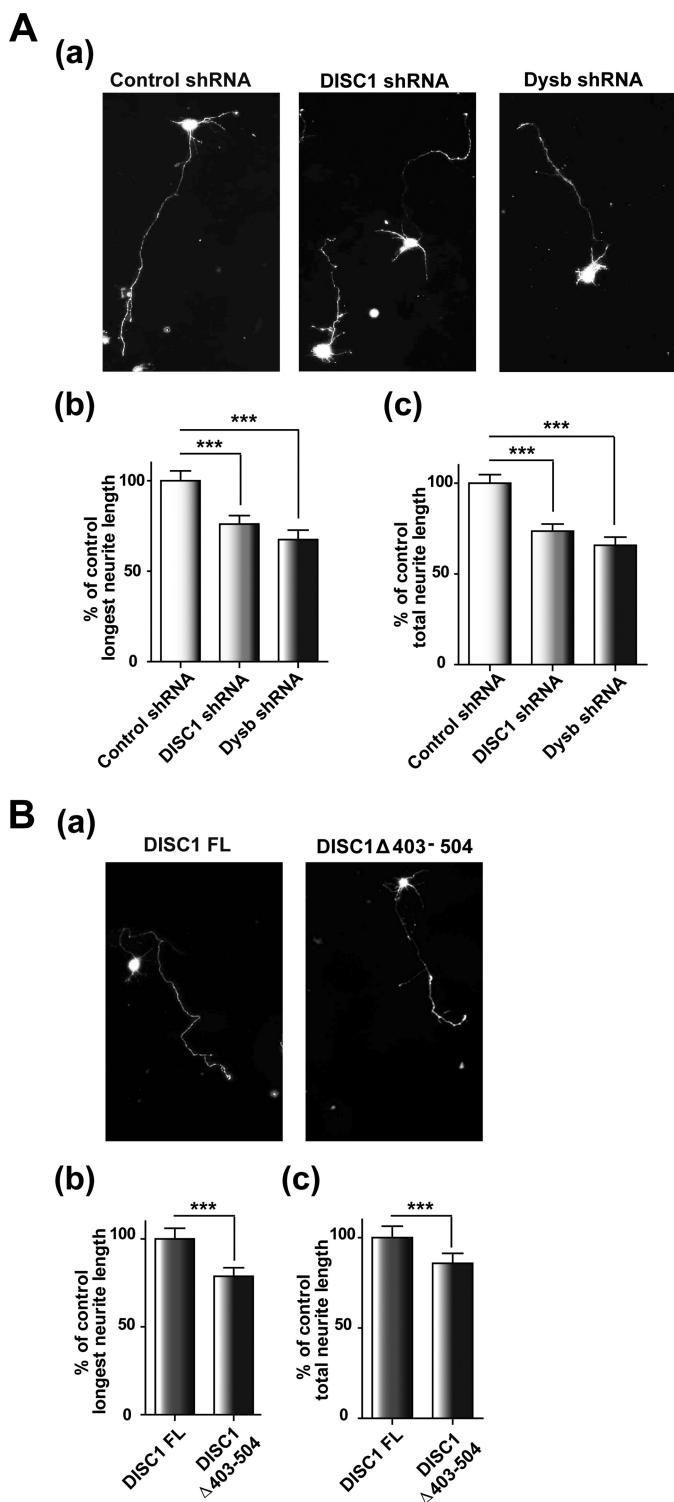 A
(a)
Control shRNA
DISC1 shRNA
Dysb shRNA
(b)
***
***
% of control
longest neurite length
100
50
0
Control shRNA
DISC1 shRNA
Dysb shRNA
(c)
***
***
% of control
total neurite length
100
50
0
Control shRNA
DISC1 shRNA
Dysb shRNA
B
(a)
DISC1 FL
DISC1Δ403-504
(b)
***
% of control
longest neurite length
100
50
0
DISC1 FL
DISC1
Δ403-504
(c)
***
% of control
total neurite length
100
50
0
DISC1 FL
DISC1
Δ403-504